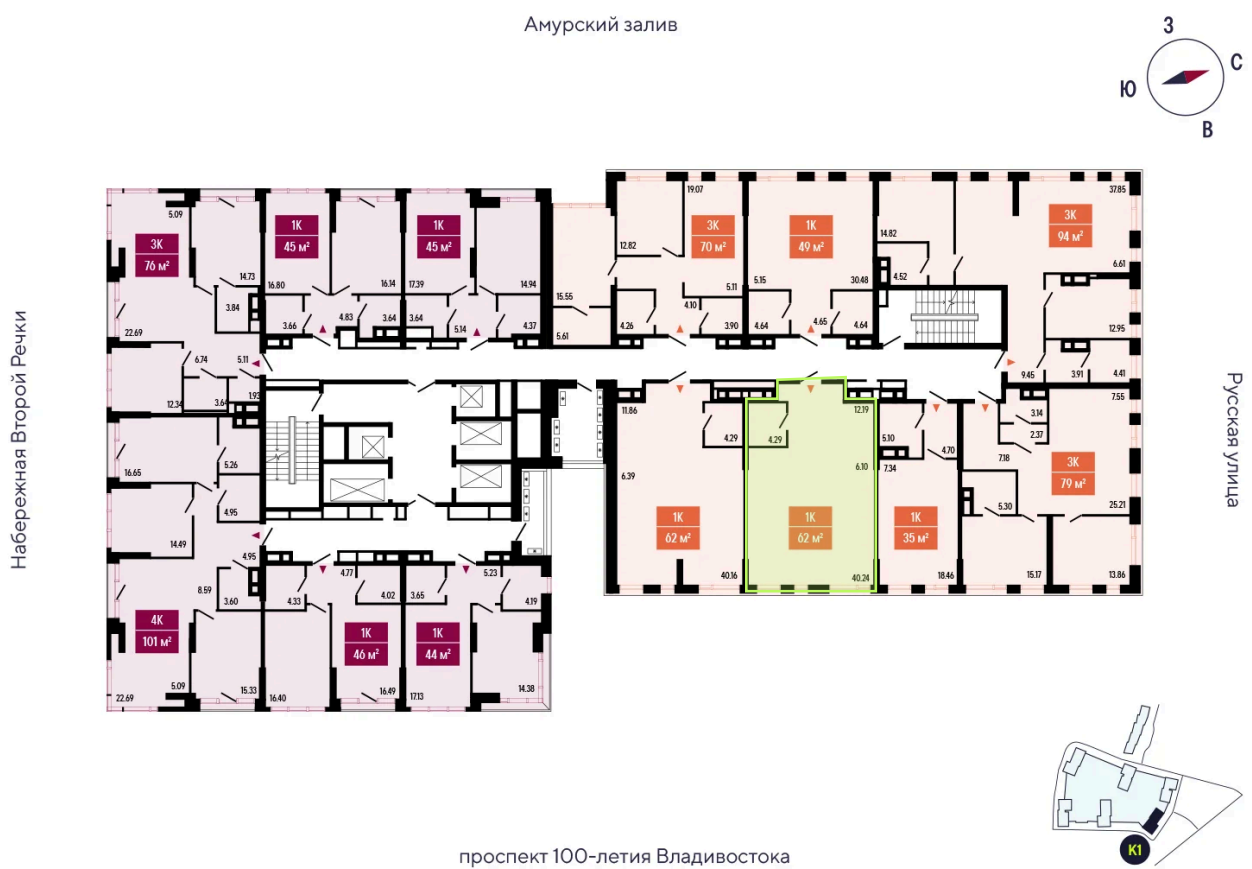 Амурский залив
З
С
Ю
В
Набережная Второй Речки
Русская улица
5.09
3К
76 м²
14.73
3.84
22.69
6.74
5.11
12.34
3.64
1.93
1К
45 м²
16.80
16.14
3.66
4.83
3.64
1К
45 м²
17.39
14.94
3.64
5.14
4.37
15.55
5.61
19.07
12.82
3К
70 м²
5.11
4.10
4.26
3.90
1К
49 м²
5.15
30.48
4.64
4.65
4.64
37.85
14.82
3К
94 м²
4.52
6.61
12.95
9.45
3.91
4.41
16.65
5.26
4.95
14.49
4.95
8.59
3.60
4К
101 м²
22.69
5.09
15.33
4.77
4.33
4.02
1К
46 м²
16.40
16.49
5.23
3.65
4.19
1К
44 м²
17.13
14.38
11.86
4.29
6.39
1К
62 м²
40.16
12.19
4.29
6.10
1К
62 м²
40.24
5.10
4.70
7.34
1К
35 м²
18.46
7.55
3.14
2.37
7.18
3К
79 м²
5.30
25.21
15.17
13.86
К1
проспект 100-летия Владивостока